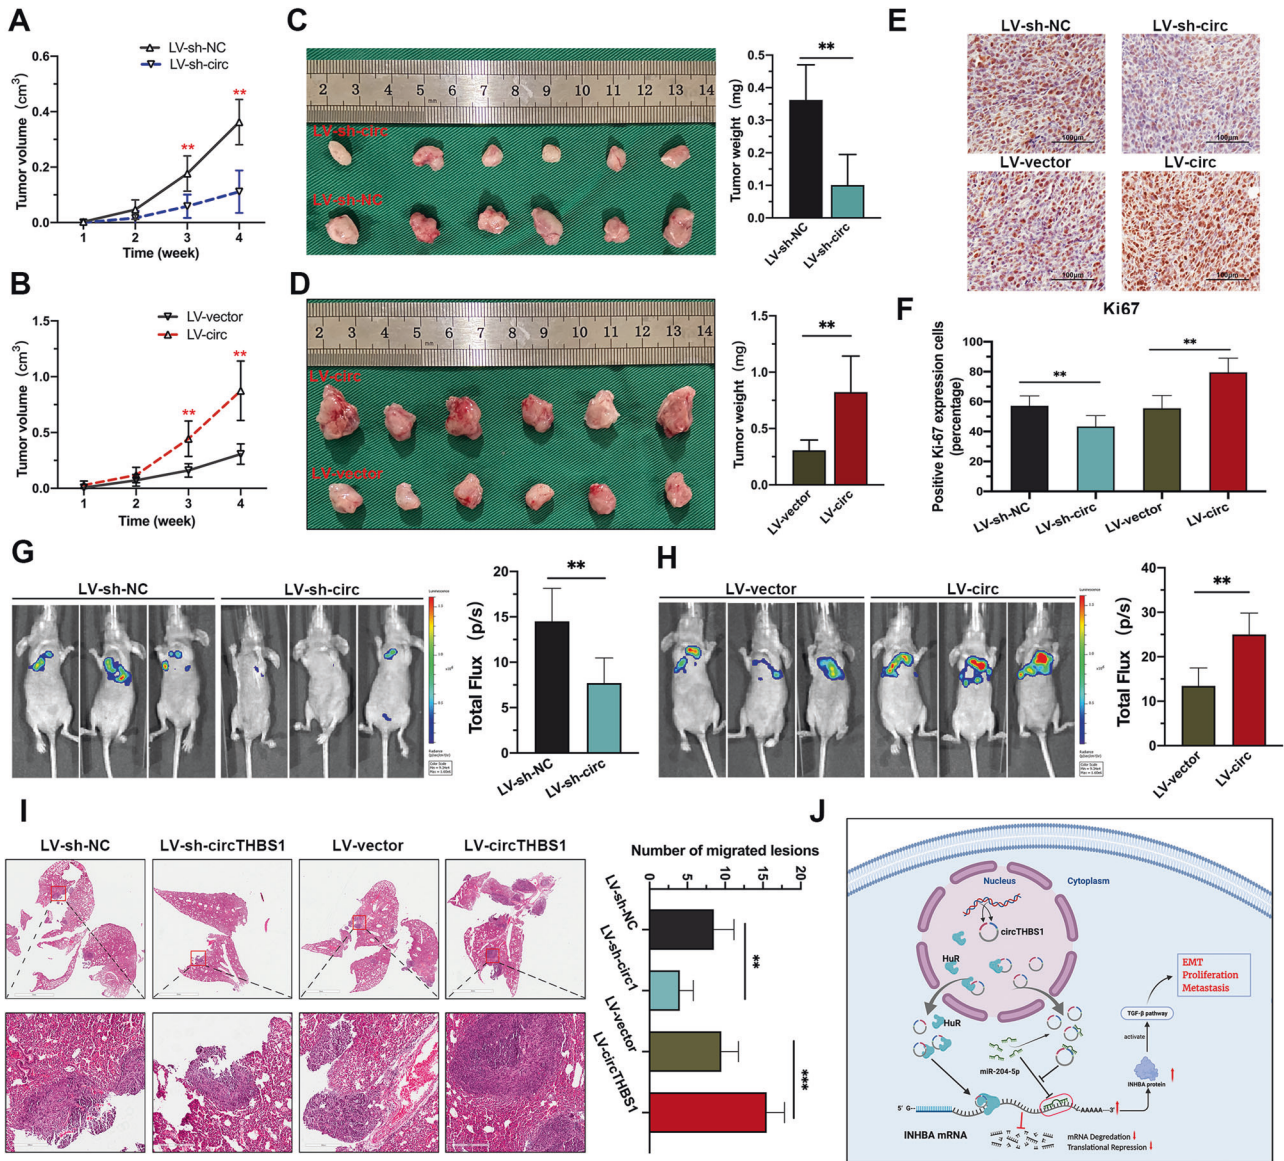 A
LV-sh-NC
LV-sh-circ
Tumor volume (cm³)
0.6
0.4
0.2
0.0
1 2 3 4
Time (week)
**
**
B
LV-vector
LV-circ
Tumor volume (cm³)
1.5
1.0
0.5
0.0
1 2 3 4
Time (week)
**
**
C
2 3 4 5 6 7 8 9 10 11 12 13 14
mm
LV-sh-circ
LV-sh-NC
Tumor weight (mg)
0.5
0.4
0.3
0.2
0.1
0.0
**
LV-sh-NC
LV-sh-circ
D
2 3 4 5 6 7 8 9 10 11 12 13 14
LV-circ
LV-vector
Tumor weight (mg)
1.5
1.0
0.5
0.0
**
LV-vector
LV-circ
E
LV-sh-NC
LV-sh-circ
100μm
100μm
LV-vector
LV-circ
100μm
100μm
F
Ki67
Positive Ki-67 expression cells
(percentage)
100
80
60
40
20
0
**
**
LV-sh-NC
LV-sh-circ
LV-vector
LV-circ
G
LV-sh-NC
LV-sh-circ
Luminescence
Color Scale
Total Flux (p/s)
20
15
10
5
0
**
LV-sh-NC
LV-sh-circ
H
LV-vector
LV-circ
Luminescence
Color Scale
Total Flux (p/s)
40
30
20
10
0
**
LV-vector
LV-circ
I
LV-sh-NC
LV-sh-circTHBS1
LV-vector
LV-circTHBS1
Number of migrated lesions
0 5 10 15 20
LV-sh-NC
LV-sh-circ1
LV-vector
LV-circTHBS1
**
***
J
Nucleus
Cytoplasm
circTHBS1
HuR
HuR
miR-204-5p
EMT
Proliferation
Metastasis
TGF-β pathway
activate
INHBA protein
5' G--
AAAAA--3'
INHBA mRNA
mRNA Degredation
Translational Repression